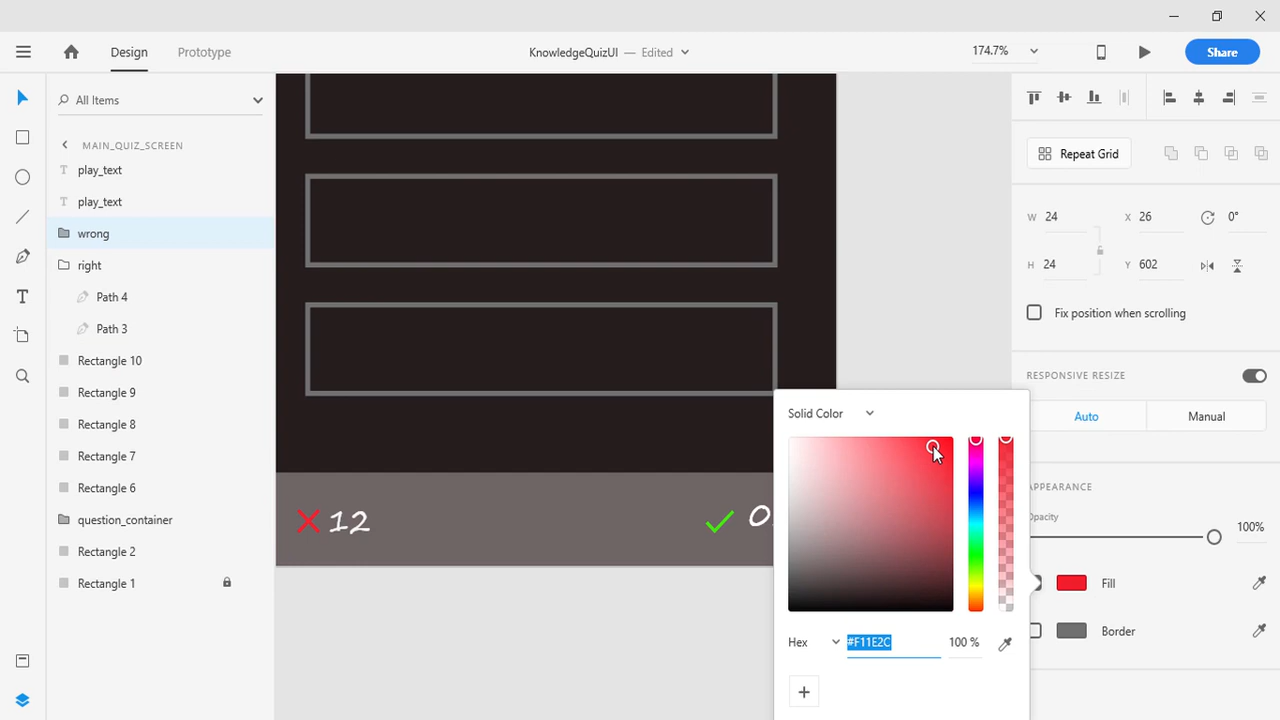 Design
Prototype
KnowledgeQuizUI — Edited
174.7%
Share
All Items
MAIN_QUIZ_SCREEN
play_text
play_text
wrong
right
Path 4
Path 3
Rectangle 10
Rectangle 9
Rectangle 8
Rectangle 7
Rectangle 6
question_container
Rectangle 2
Rectangle 1
12
Solid Color
Hex
#F11E2C
100 %
Repeat Grid
W 24
X 26
0°
H 24
Y 602
Fix position when scrolling
RESPONSIVE RESIZE
Auto
Manual
APPEARANCE
Opacity
100%
Fill
Border